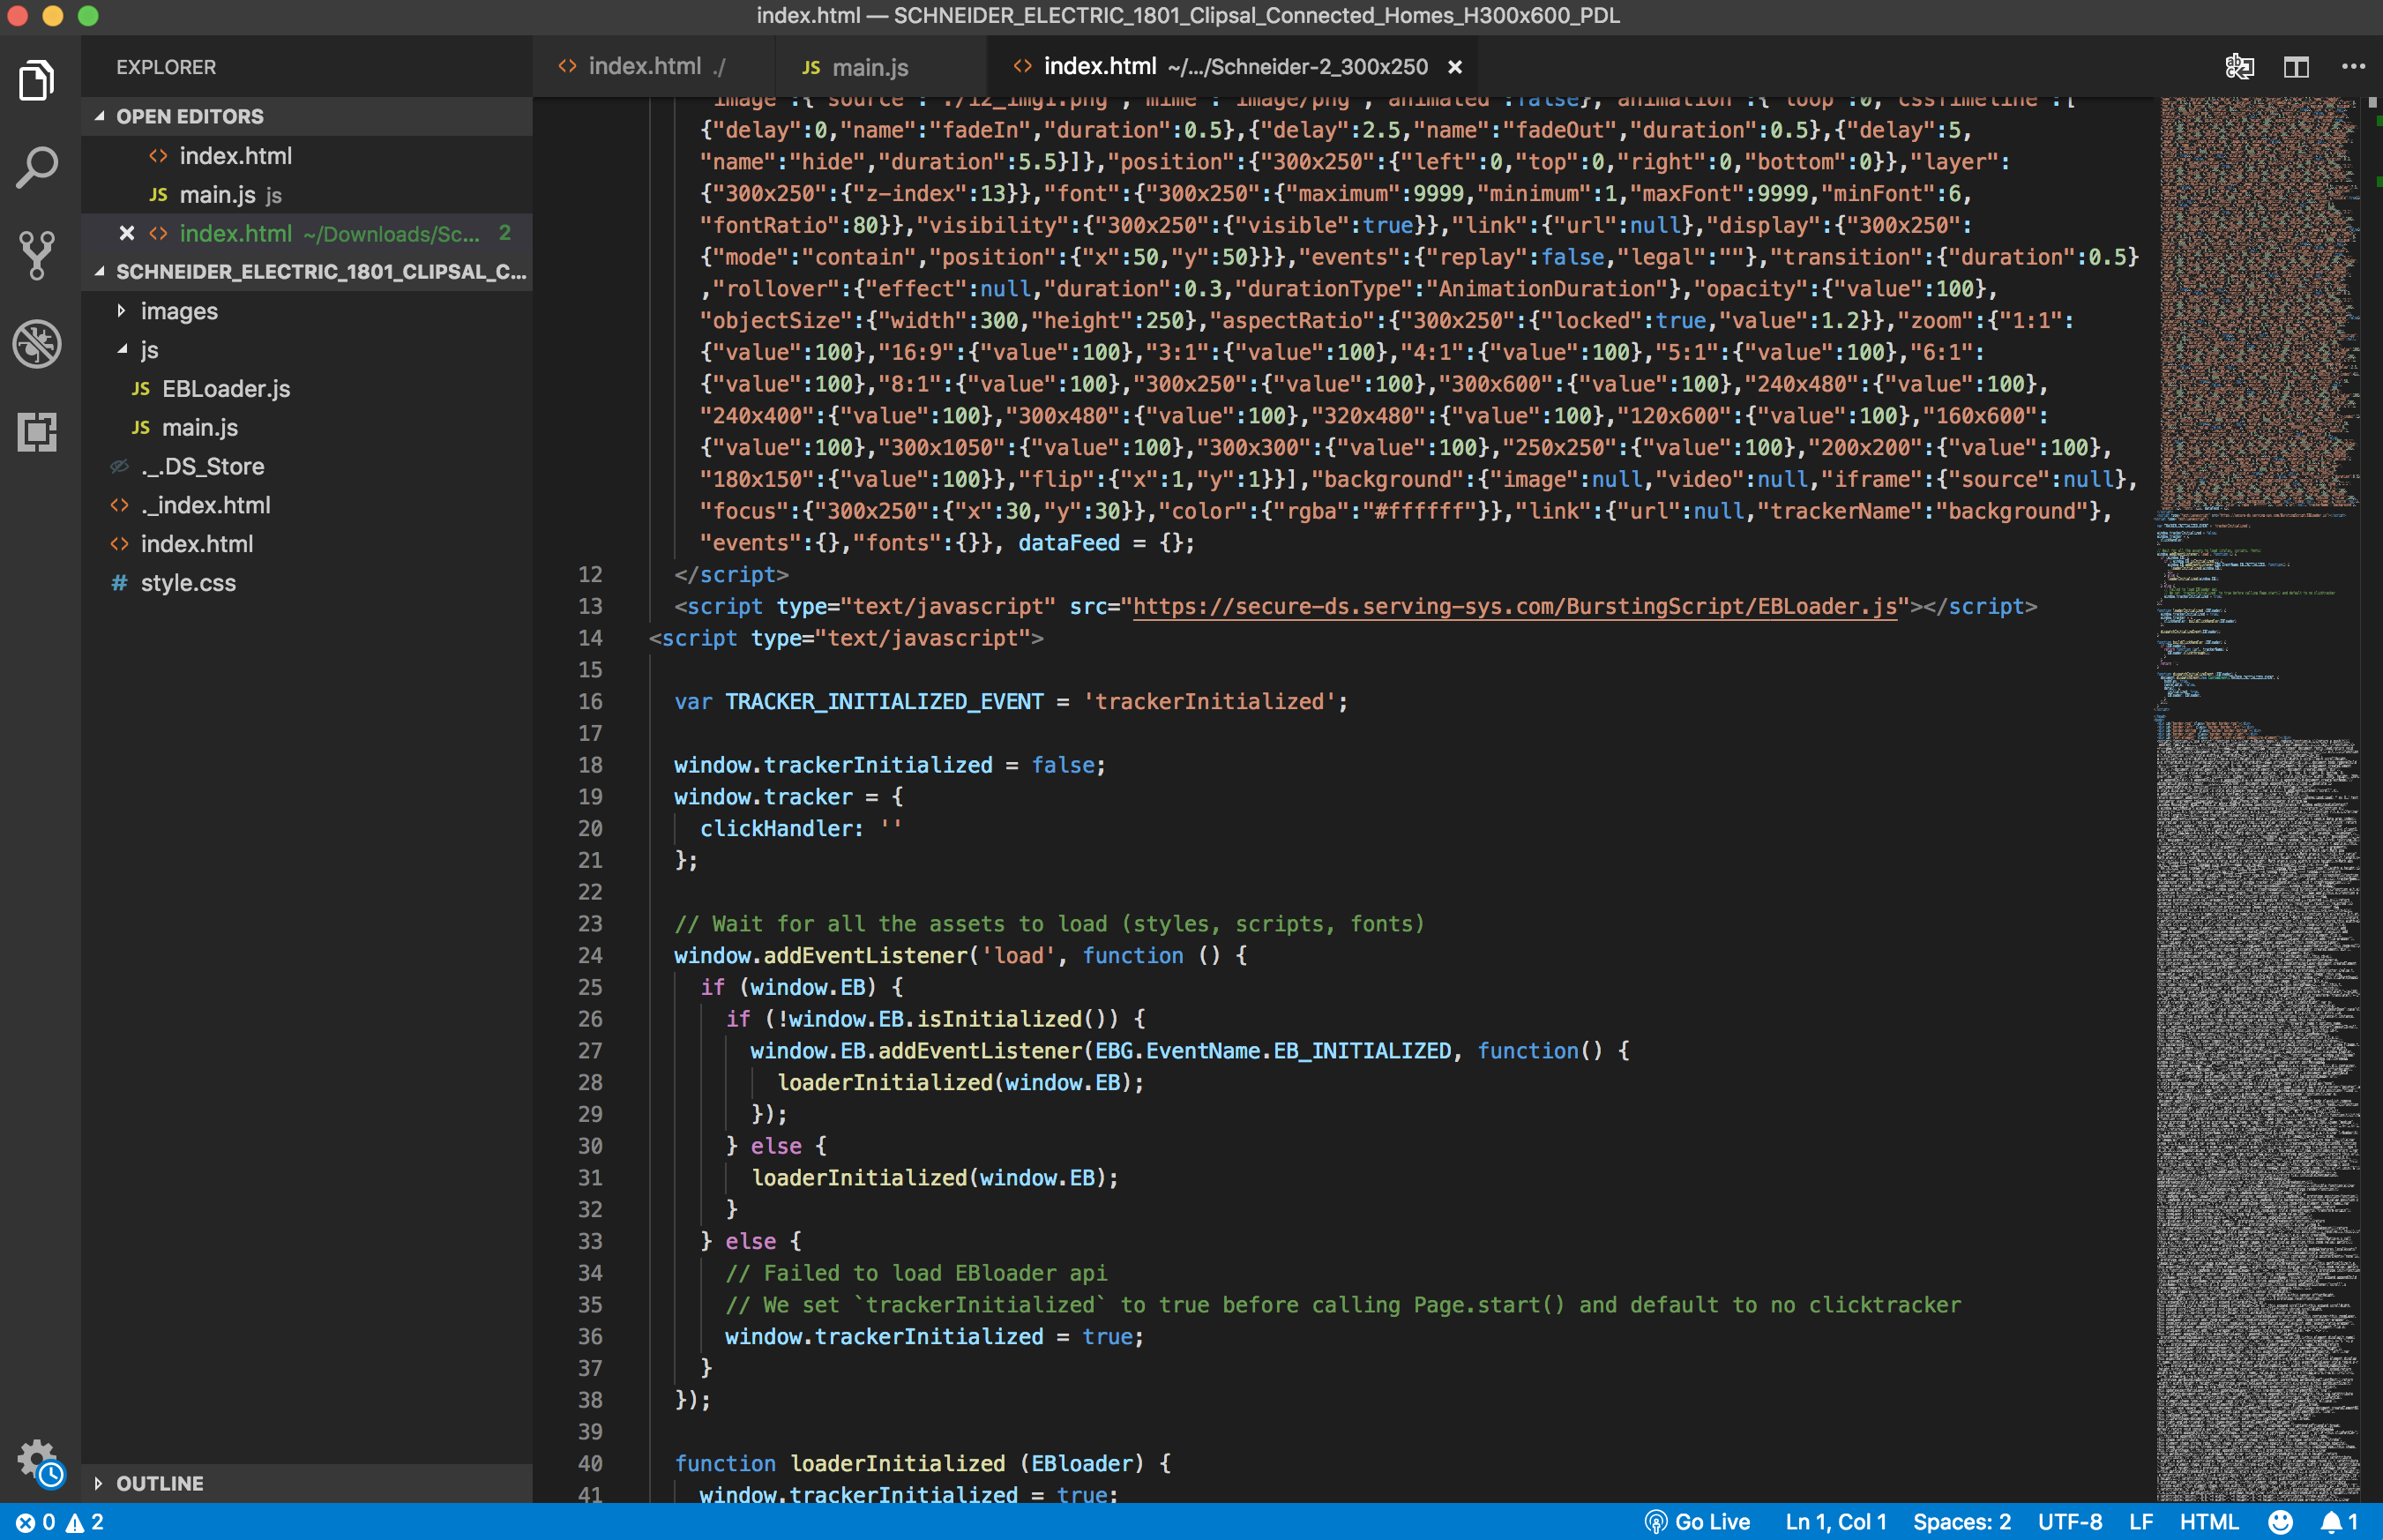 index.html — SCHNEIDER_ELECTRIC_1801_Clipsal_Connected_Homes_H300x600_PDL
EXPLORER
OPEN EDITORS
index.html
JS main.js js
index.html ~/Downloads/Sc... 2
SCHNEIDER_ELECTRIC_1801_CLIPSAL_C...
images
js
JS EBLoader.js
JS main.js
._.DS_Store
._index.html
index.html
# style.css
OUTLINE
index.html ./
JS main.js
index.html ~/.../Schneider-2_300x250
"image":{"source":"./12_img1.png","mime":"image/png","animated":false},"animation":{"loop":0,"cssTimeline":[
{"delay":0,"name":"fadeIn","duration":0.5},{"delay":2.5,"name":"fadeOut","duration":0.5},{"delay":5,
"name":"hide","duration":5.5}]},"position":{"300x250":{"left":0,"top":0,"right":0,"bottom":0}},"layer":
{"300x250":{"z-index":13}},"font":{"300x250":{"maximum":9999,"minimum":1,"maxFont":9999,"minFont":6,
"fontRatio":80}},"visibility":{"300x250":{"visible":true}},"link":{"url":null},"display":{"300x250":
{"mode":"contain","position":{"x":50,"y":50}}},"events":{"replay":false,"legal":""},"transition":{"duration":0.5}
,"rollover":{"effect":null,"duration":0.3,"durationType":"AnimationDuration"},"opacity":{"value":100},
"objectSize":{"width":300,"height":250},"aspectRatio":{"300x250":{"locked":true,"value":1.2}},"zoom":{"1:1":
{"value":100},"16:9":{"value":100},"3:1":{"value":100},"4:1":{"value":100},"5:1":{"value":100},"6:1":
{"value":100},"8:1":{"value":100},"300x250":{"value":100},"300x600":{"value":100},"240x480":{"value":100},
"240x400":{"value":100},"300x480":{"value":100},"320x480":{"value":100},"120x600":{"value":100},"160x600":
{"value":100},"300x1050":{"value":100},"300x300":{"value":100},"250x250":{"value":100},"200x200":{"value":100},
"180x150":{"value":100}},"flip":{"x":1,"y":1}}],"background":{"image":null,"video":null,"iframe":{"source":null},
"focus":{"300x250":{"x":30,"y":30}},"color":{"rgba":"#ffffff"}},"link":{"url":null,"trackerName":"background"},
"events":{},"fonts":{}}, dataFeed = {};
12 </script>
13 <script type="text/javascript" src="https://secure-ds.serving-sys.com/BurstingScript/EBLoader.js"></script>
14 <script type="text/javascript">
15
16 var TRACKER_INITIALIZED_EVENT = 'trackerInitialized';
17
18 window.trackerInitialized = false;
19 window.tracker = {
20 clickHandler: ''
21 };
22
23 // Wait for all the assets to load (styles, scripts, fonts)
24 window.addEventListener('load', function () {
25 if (window.EB) {
26 if (!window.EB.isInitialized()) {
27 window.EB.addEventListener(EBG.EventName.EB_INITIALIZED, function() {
28 loaderInitialized(window.EB);
29 });
30 } else {
31 loaderInitialized(window.EB);
32 }
33 } else {
34 // Failed to load EBloader api
35 // We set `trackerInitialized` to true before calling Page.start() and default to no clicktracker
36 window.trackerInitialized = true;
37 }
38 });
39
40 function loaderInitialized (EBloader) {
41 window.trackerInitialized = true;
0 2
Go Live Ln 1, Col 1 Spaces: 2 UTF-8 LF HTML 1